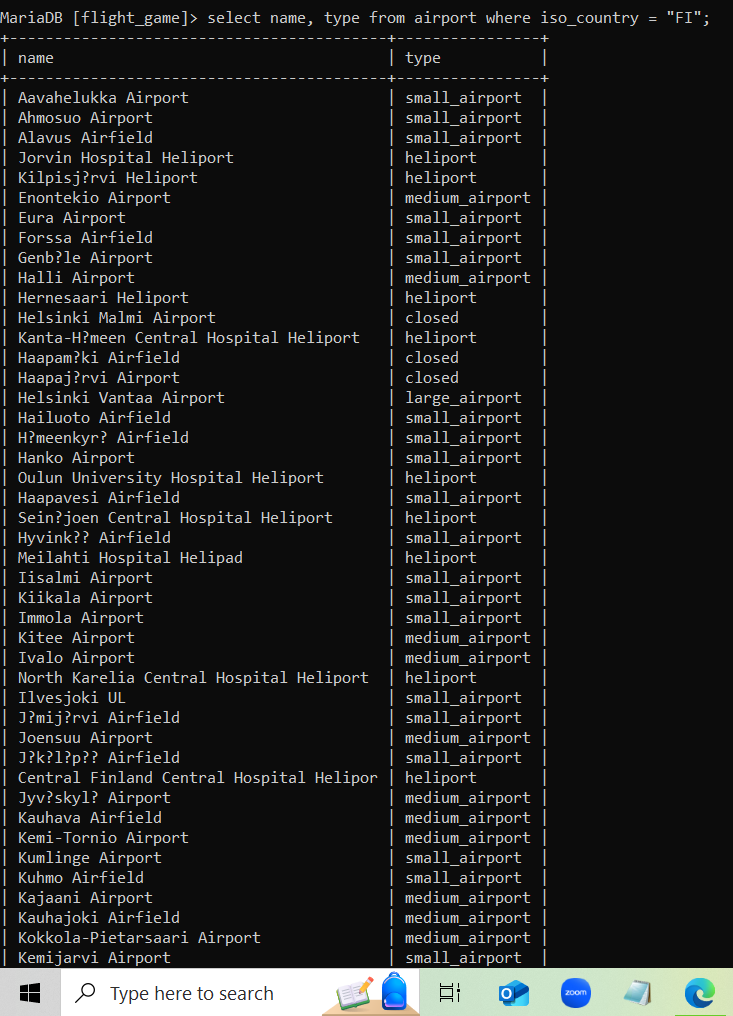 MariaDB [flight_game]> select name, type from airport where iso_country = "FI";
+-----------------------------------------+----------------+
| name | type |
+-----------------------------------------+----------------+
| Aavahelukka Airport | small_airport |
| Ahmosuo Airport | small_airport |
| Alavus Airfield | small_airport |
| Jorvin Hospital Heliport | heliport |
| Kilpisj?rvi Heliport | heliport |
| Enontekio Airport | medium_airport |
| Eura Airport | small_airport |
| Forssa Airfield | small_airport |
| Genb?le Airport | small_airport |
| Halli Airport | medium_airport |
| Hernesaari Heliport | heliport |
| Helsinki Malmi Airport | closed |
| Kanta-H?meen Central Hospital Heliport | heliport |
| Haapam?ki Airfield | closed |
| Haapaj?rvi Airport | closed |
| Helsinki Vantaa Airport | large_airport |
| Hailuoto Airfield | small_airport |
| H?meenkyr? Airfield | small_airport |
| Hanko Airport | small_airport |
| Oulun University Hospital Heliport | heliport |
| Haapavesi Airfield | small_airport |
| Sein?joen Central Hospital Heliport | heliport |
| Hyvink?? Airfield | small_airport |
| Meilahti Hospital Helipad | heliport |
| Iisalmi Airport | small_airport |
| Kiikala Airport | small_airport |
| Immola Airport | small_airport |
| Kitee Airport | medium_airport |
| Ivalo Airport | medium_airport |
| North Karelia Central Hospital Heliport | heliport |
| Ilvesjoki UL | small_airport |
| J?mij?rvi Airfield | small_airport |
| Joensuu Airport | medium_airport |
| J?k?l?p?? Airfield | small_airport |
| Central Finland Central Hospital Helipor | heliport |
| Jyv?skyl? Airport | medium_airport |
| Kauhava Airfield | medium_airport |
| Kemi-Tornio Airport | medium_airport |
| Kumlinge Airport | small_airport |
| Kuhmo Airfield | small_airport |
| Kajaani Airport | medium_airport |
| Kauhajoki Airfield | medium_airport |
| Kokkola-Pietarsaari Airport | medium_airport |
| Kemijarvi Airport | small_airport |
Type here to search
zoom